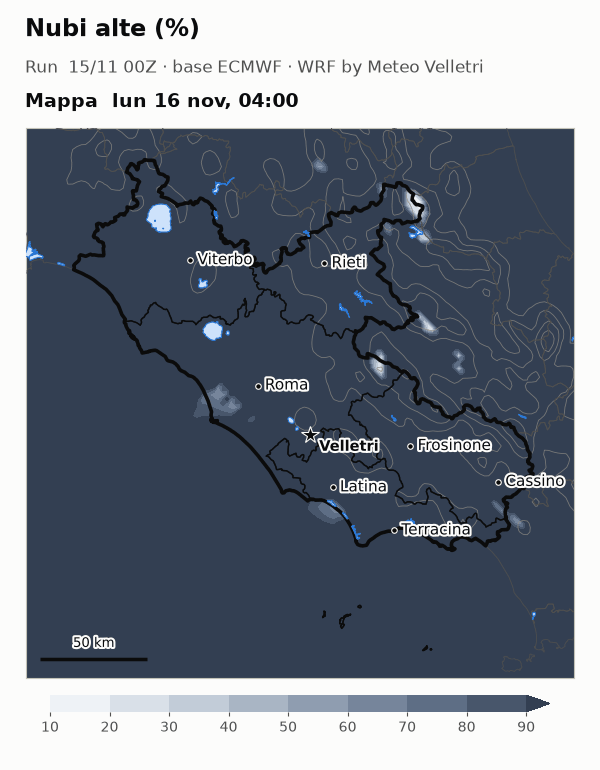 Nubi alte (%)
Run 15/11 00Z · base ECMWF · WRF by Meteo Velletri
Mappa lun 16 nov, 04:00
Viterbo
Rieti
Roma
Velletri
Frosinone
Cassino
Latina
Terracina
50 km
10 20 30 40 50 60 70 80 90